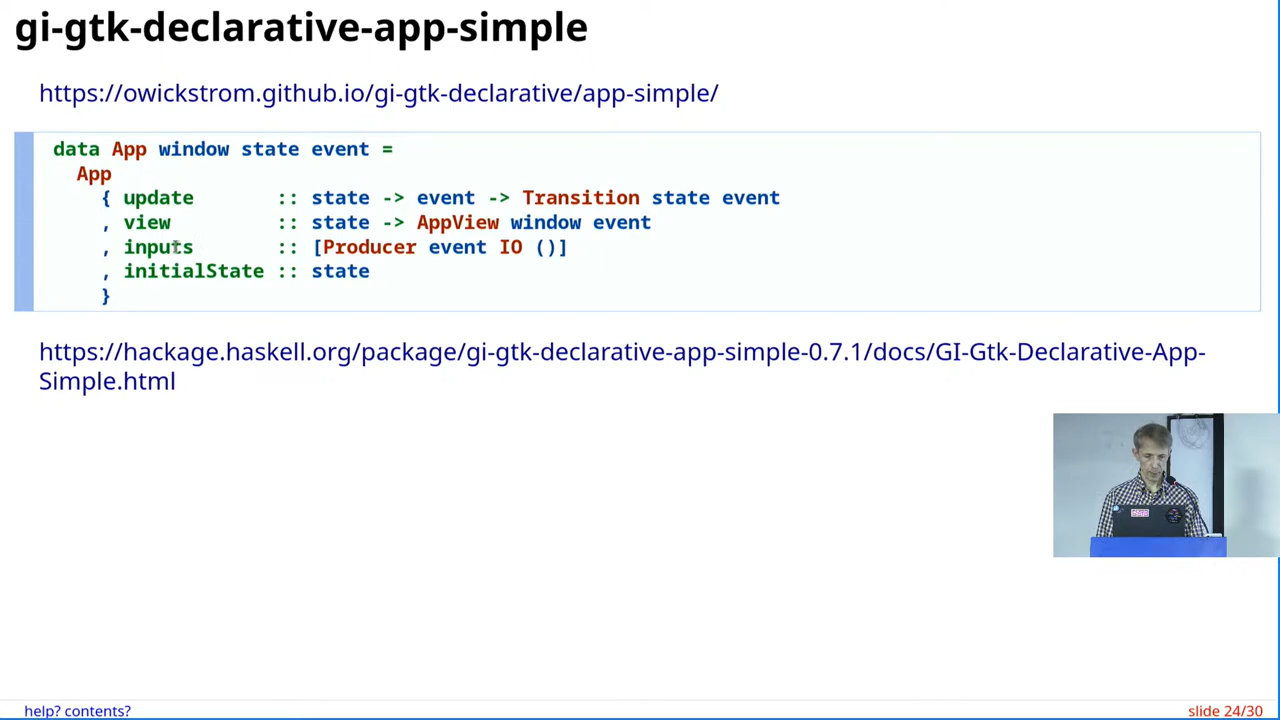 gi-gtk-declarative-app-simple
https://owickstrom.github.io/gi-gtk-declarative/app-simple/
data App window state event =
App
{ update :: state -> event -> Transition state event
, view :: state -> AppView window event
, inputs :: [Producer event IO ()]
, initialState :: state
}
https://hackage.haskell.org/package/gi-gtk-declarative-app-simple-0.7.1/docs/GI-Gtk-Declarative-App-
Simple.html
help? contents?
slide 24/30